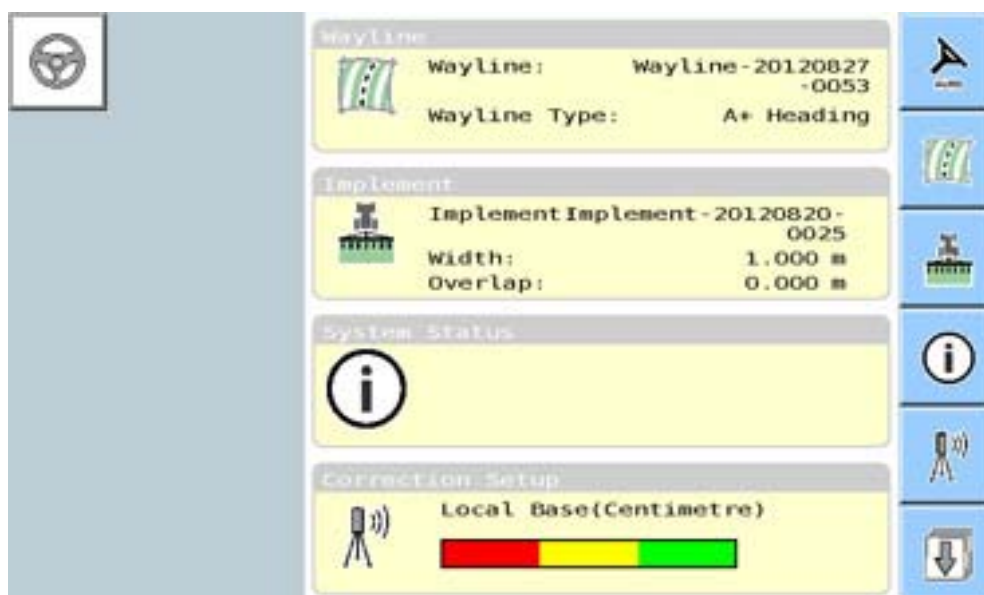 Wayline
Wayline: Wayline-20120827
-0053
Wayline Type: A+ Heading
Implement
Implement Implement-20120820-
0025
Width: 1.000 m
Overlap: 0.000 m
System Status
Correction Setup
Local Base(Centimetre)
AUTO